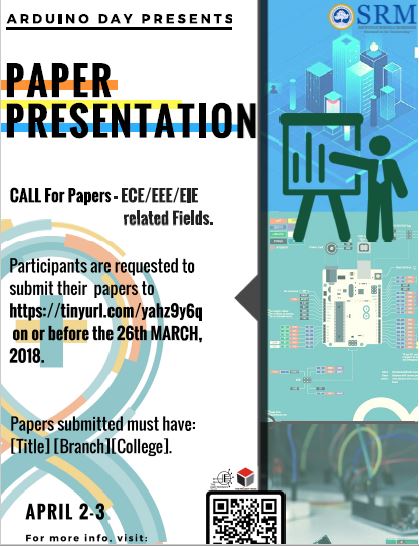 ARDUINO DAY PRESENTS
SRM
PAPER
PRESENTATION
CALL For Papers - ECE/EEE/EIE
related Fields.
Participants are requested to
submit their papers to
https://tinyurl.com/yahz9y6q
on or before the 26th MARCH,
2018.
Papers submitted must have:
[Title] [Branch][College].
APRIL 2-3
For more info, visit: